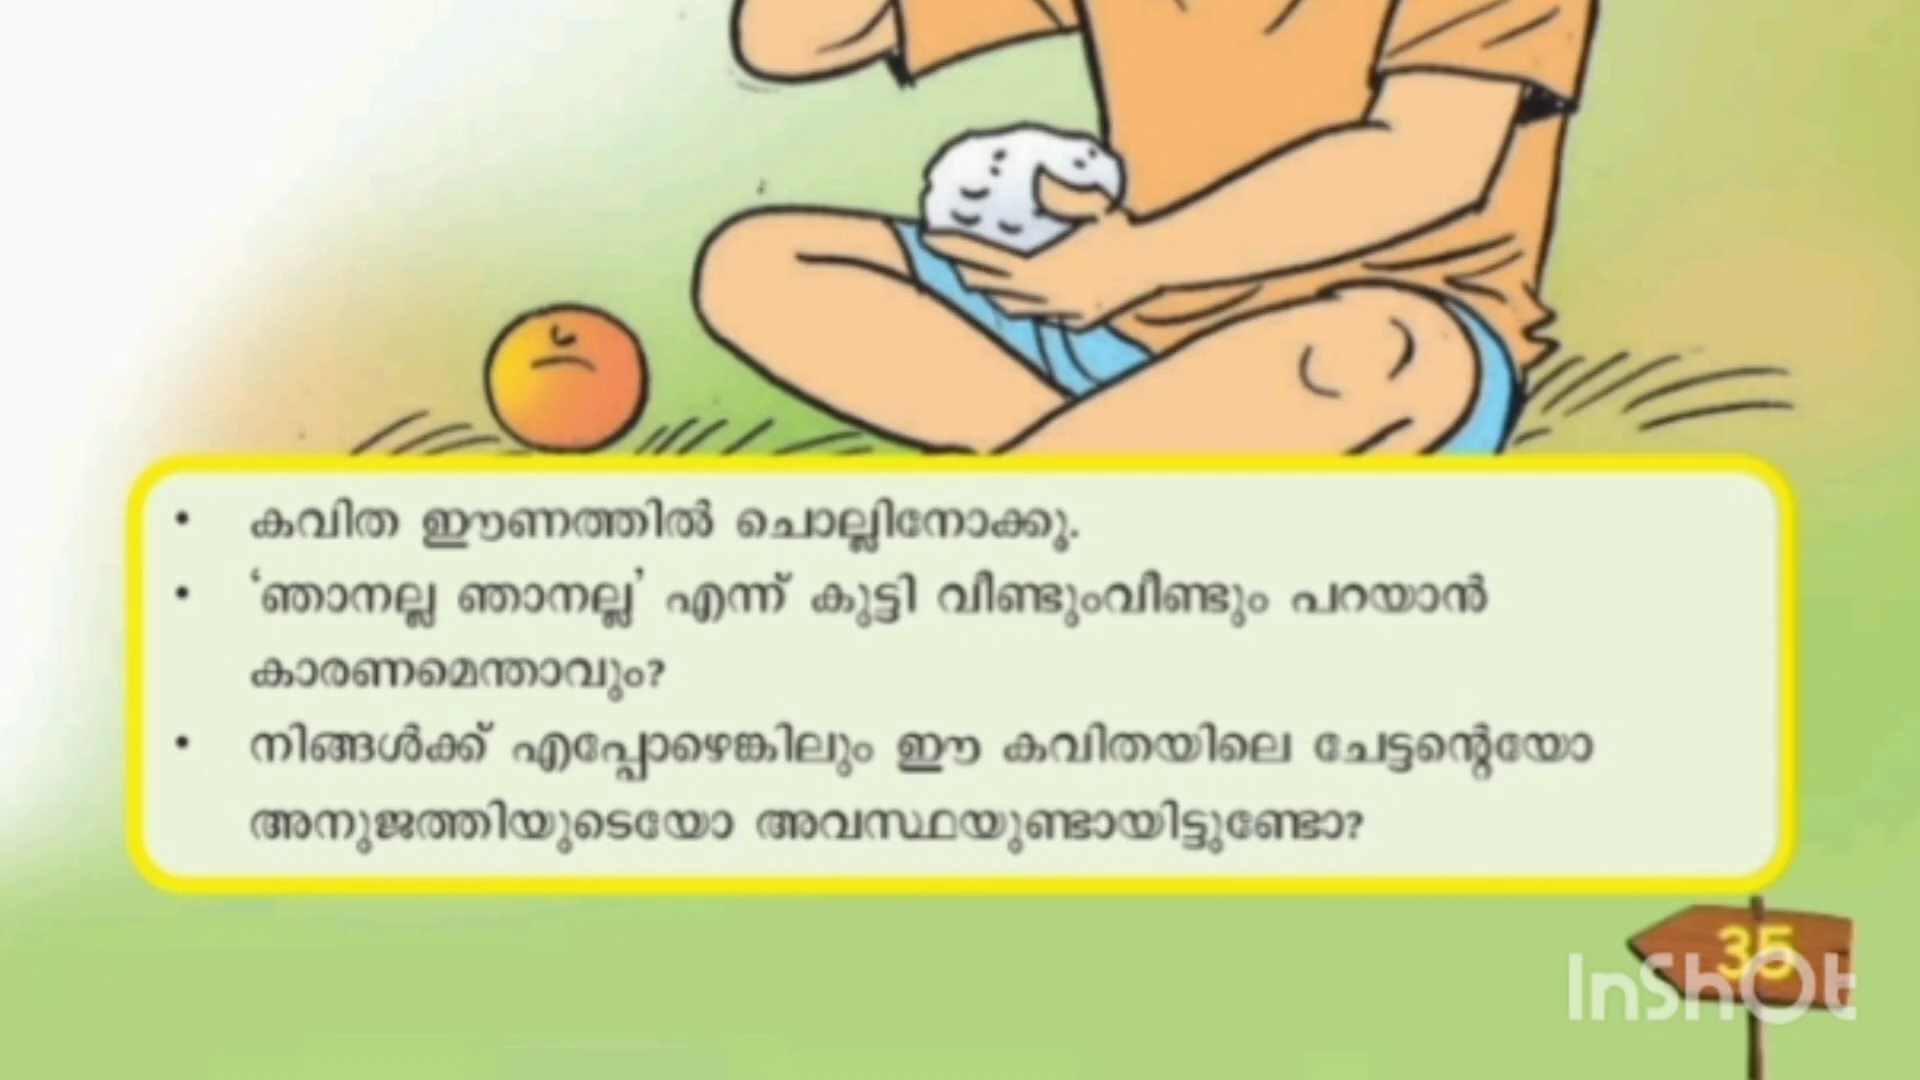 • കവിത ഈണത്തിൽ ചൊല്ലിനോക്കൂ.
• ‘ഞാനല്ല ഞാനല്ല’ എന്ന് കുട്ടി വീണ്ടുംവീണ്ടും പറയാൻ
കാരണമെന്താവും?
• നിങ്ങൾക്ക് എപ്പോഴെങ്കിലും ഈ കവിതയിലെ ചേട്ടന്റെയോ
അനുജത്തിയുടെയോ അവസ്ഥയുണ്ടായിട്ടുണ്ടോ?
35
InShOt